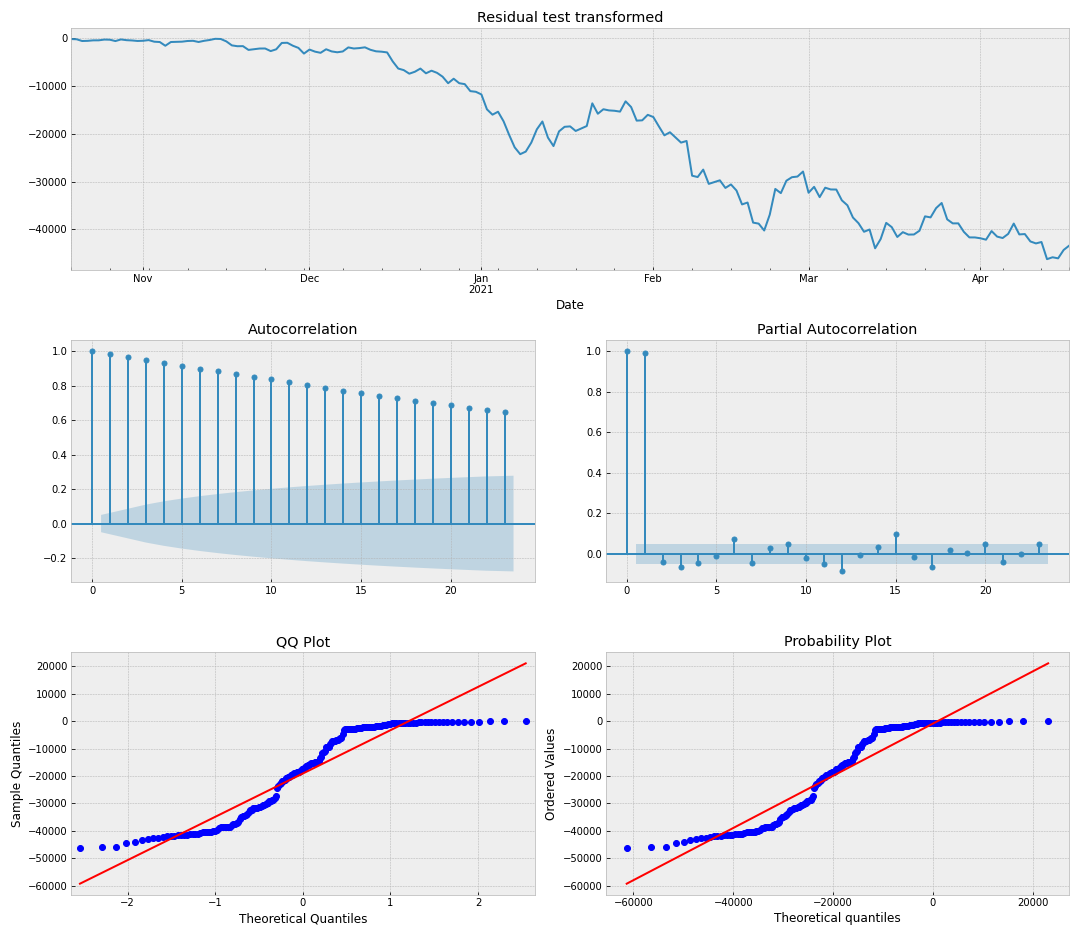 Residual test transformed
0
−10000
−20000
−30000
−40000
Nov Dec Jan Feb Mar Apr
2021
Date
Autocorrelation
1.0
0.8
0.6
0.4
0.2
0.0
−0.2
0 5 10 15 20
Partial Autocorrelation
1.0
0.8
0.6
0.4
0.2
0.0
0 5 10 15 20
QQ Plot
Sample Quantiles
20000
10000
0
−10000
−20000
−30000
−40000
−50000
−60000
−2 −1 0 1 2
Theoretical Quantiles
Probability Plot
Ordered Values
20000
10000
0
−10000
−20000
−30000
−40000
−50000
−60000
−60000 −40000 −20000 0 20000
Theoretical quantiles